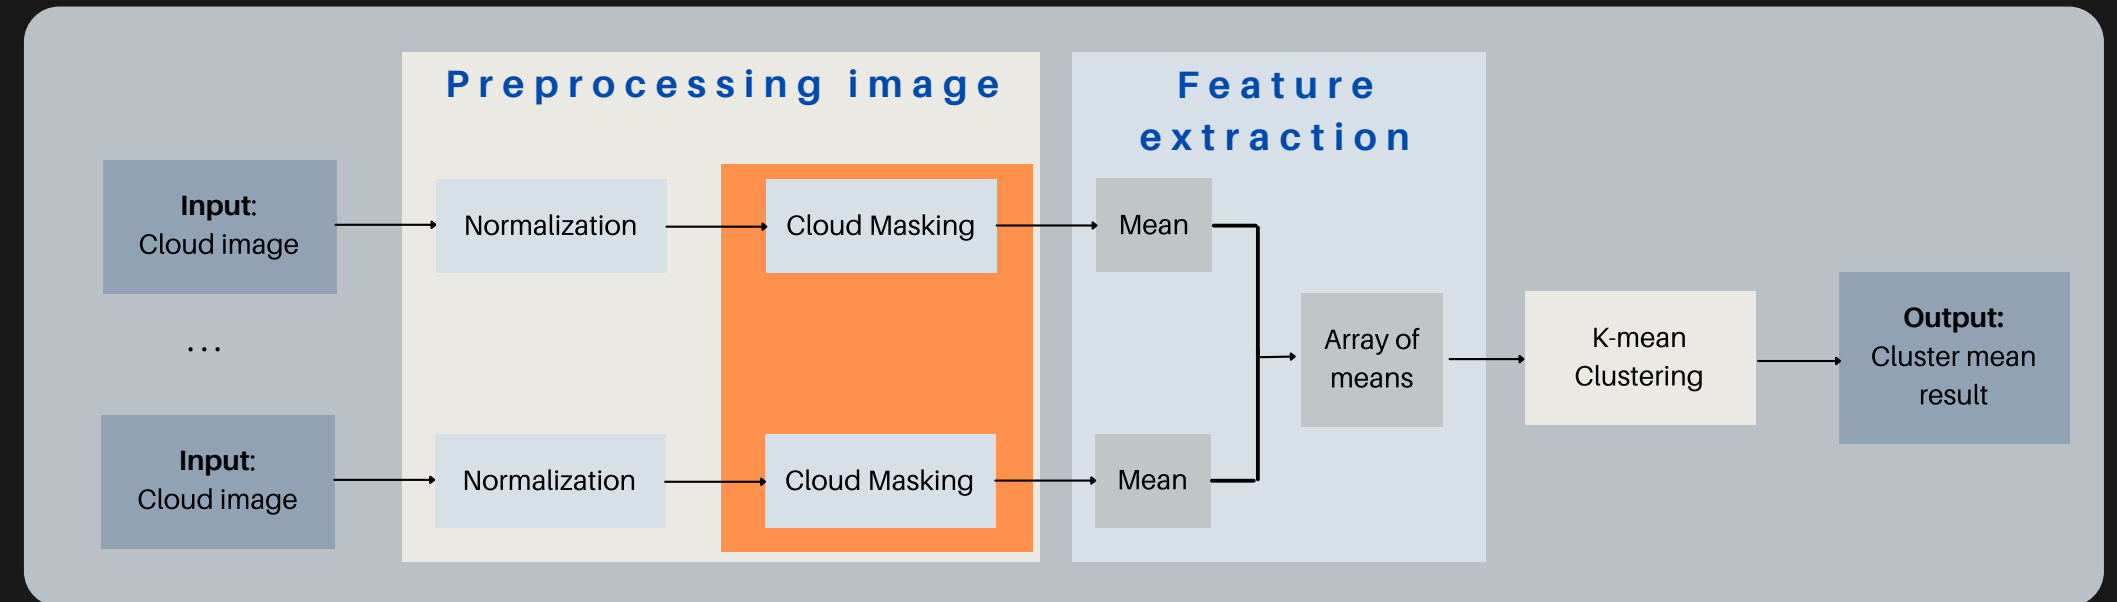 Preprocessing image
Feature
extraction
Input:
Cloud image
Normalization
Cloud Masking
Mean
...
Array of
means
K-mean
Clustering
Output:
Cluster mean
result
Input:
Cloud image
Normalization
Cloud Masking
Mean